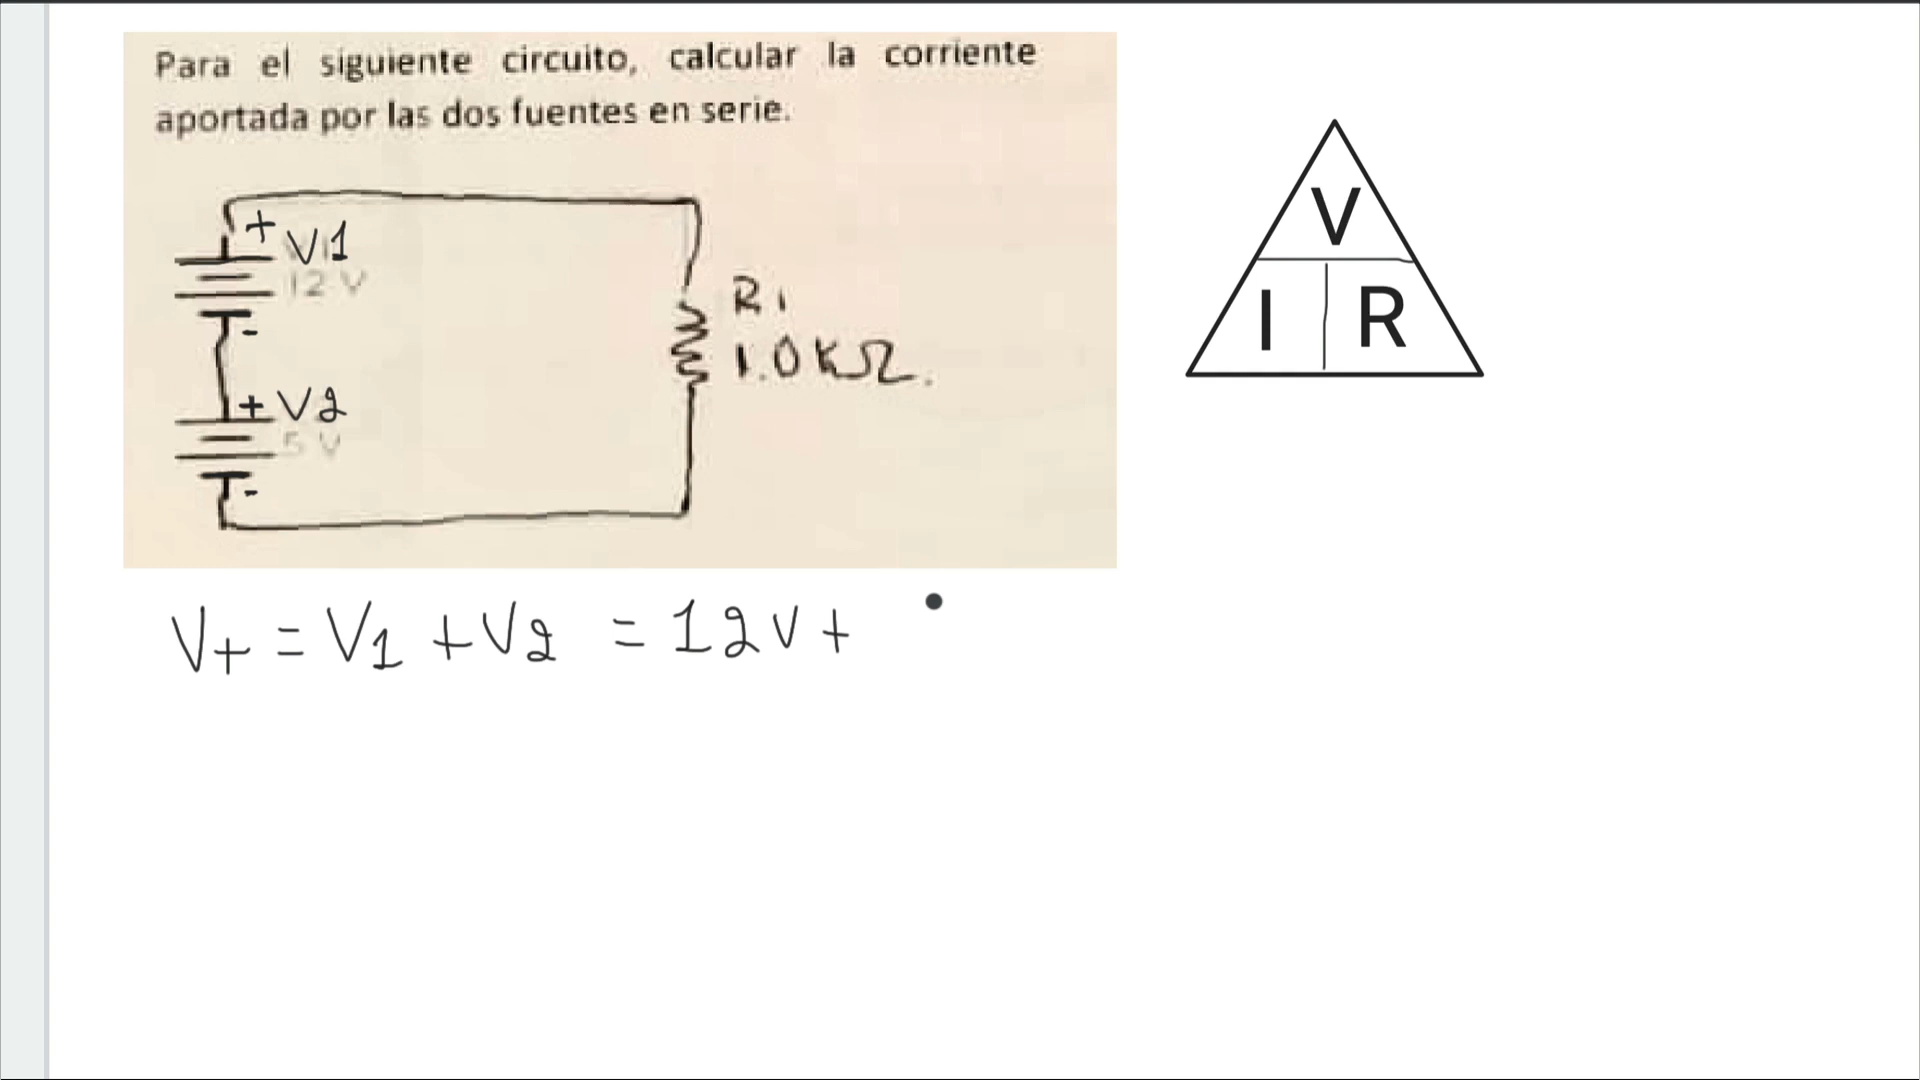 Para el siguiente circuito, calcular la corriente
aportada por las dos fuentes en serie.
+ V1
12 V
-
+ V2
5 V
-
R1
1.0 KΩ.
V
I R
Vt = V1 + V2 = 12V +